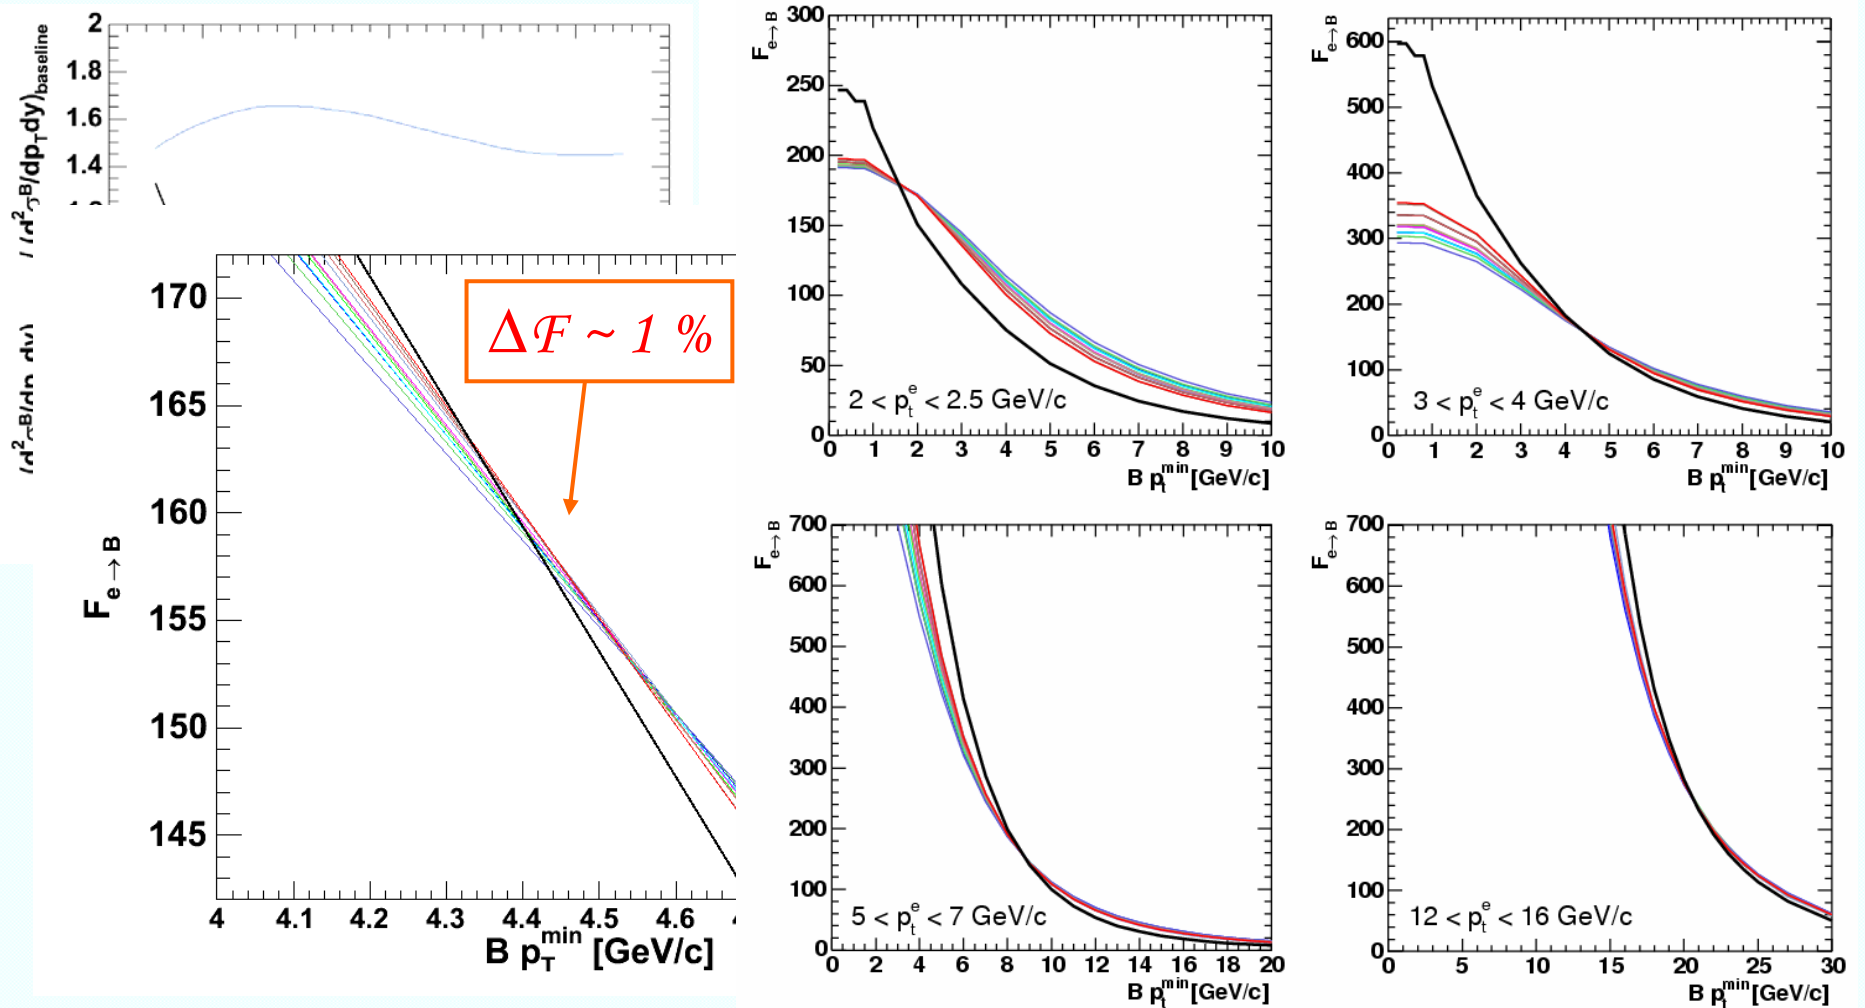 2
1.8
1.6
1.4
/dp_T dy)_baseline
170
165
160
155
150
145
F_e→B
4 4.1 4.2 4.3 4.4 4.5 4.6
B p_T^min [GeV/c]
Δℱ ~ 1 %
300
250
200
150
100
50
0
F_e→B
2 < p_t^e < 2.5 GeV/c
0 1 2 3 4 5 6 7 8 9 10
B p_t^min [GeV/c]
600
500
400
300
200
100
0
F_e→B
3 < p_t^e < 4 GeV/c
0 1 2 3 4 5 6 7 8 9 10
B p_t^min [GeV/c]
700
600
500
400
300
200
100
0
F_e→B
5 < p_t^e < 7 GeV/c
0 2 4 6 8 10 12 14 16 18 20
B p_t^min [GeV/c]
700
600
500
400
300
200
100
0
F_e→B
12 < p_t^e < 16 GeV/c
0 5 10 15 20 25 30
B p_t^min [GeV/c]